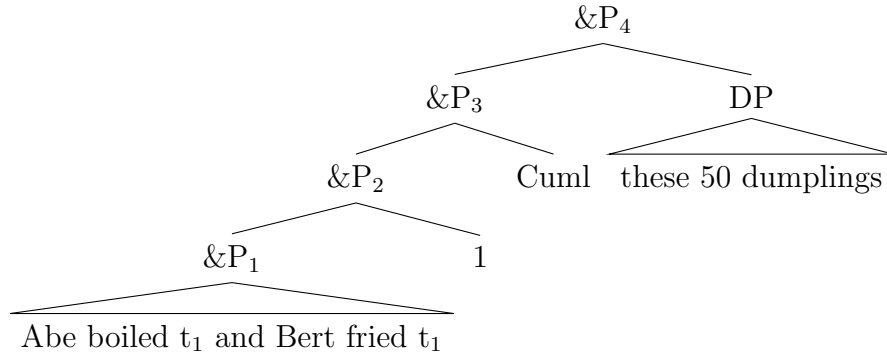 &P₄
&P₃ DP
&P₂ Cuml these 50 dumplings
&P₁ 1
Abe boiled t₁ and Bert fried t₁